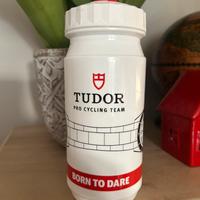 TUDOR
PRO CYCLING TEAM
BORN TO DARE